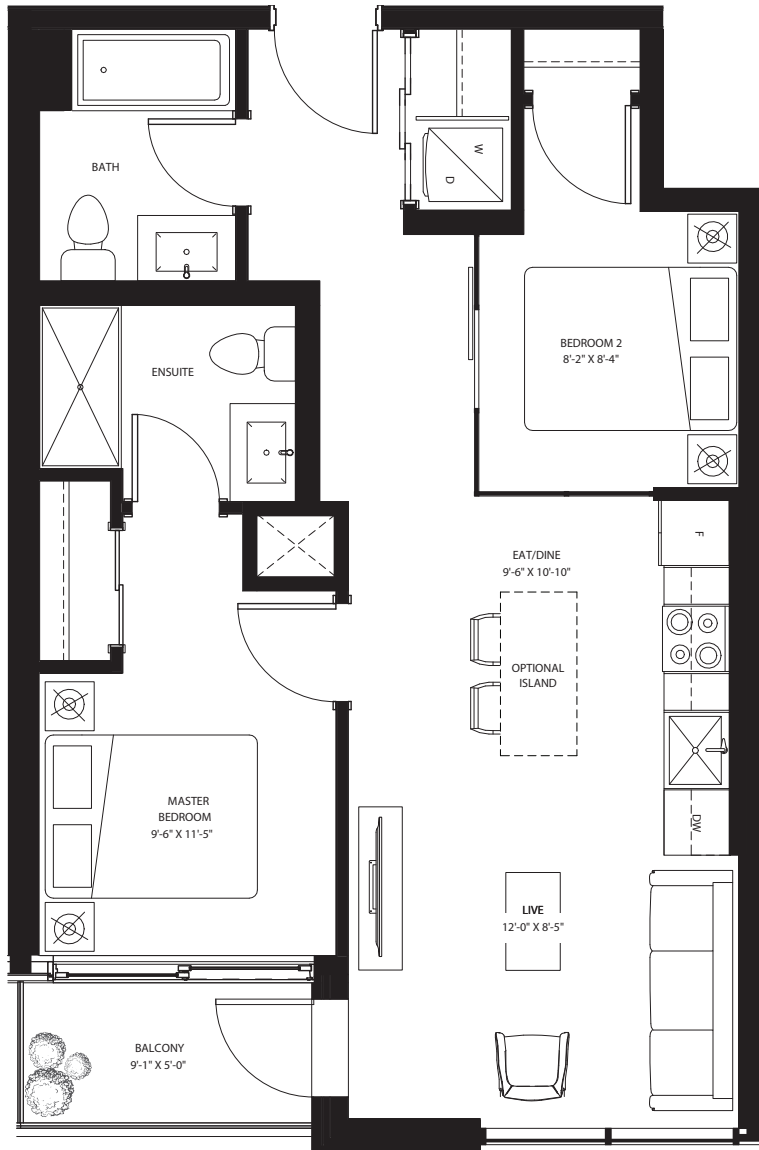 BATH
W
D
BEDROOM 2
8'-2" X 8'-4"
ENSUITE
EAT/DINE
9'-6" X 10'-10"
F
OPTIONAL
ISLAND
MASTER
BEDROOM
9'-6" X 11'-5"
DW
LIVE
12'-0" X 8'-5"
BALCONY
9'-1" X 5'-0"